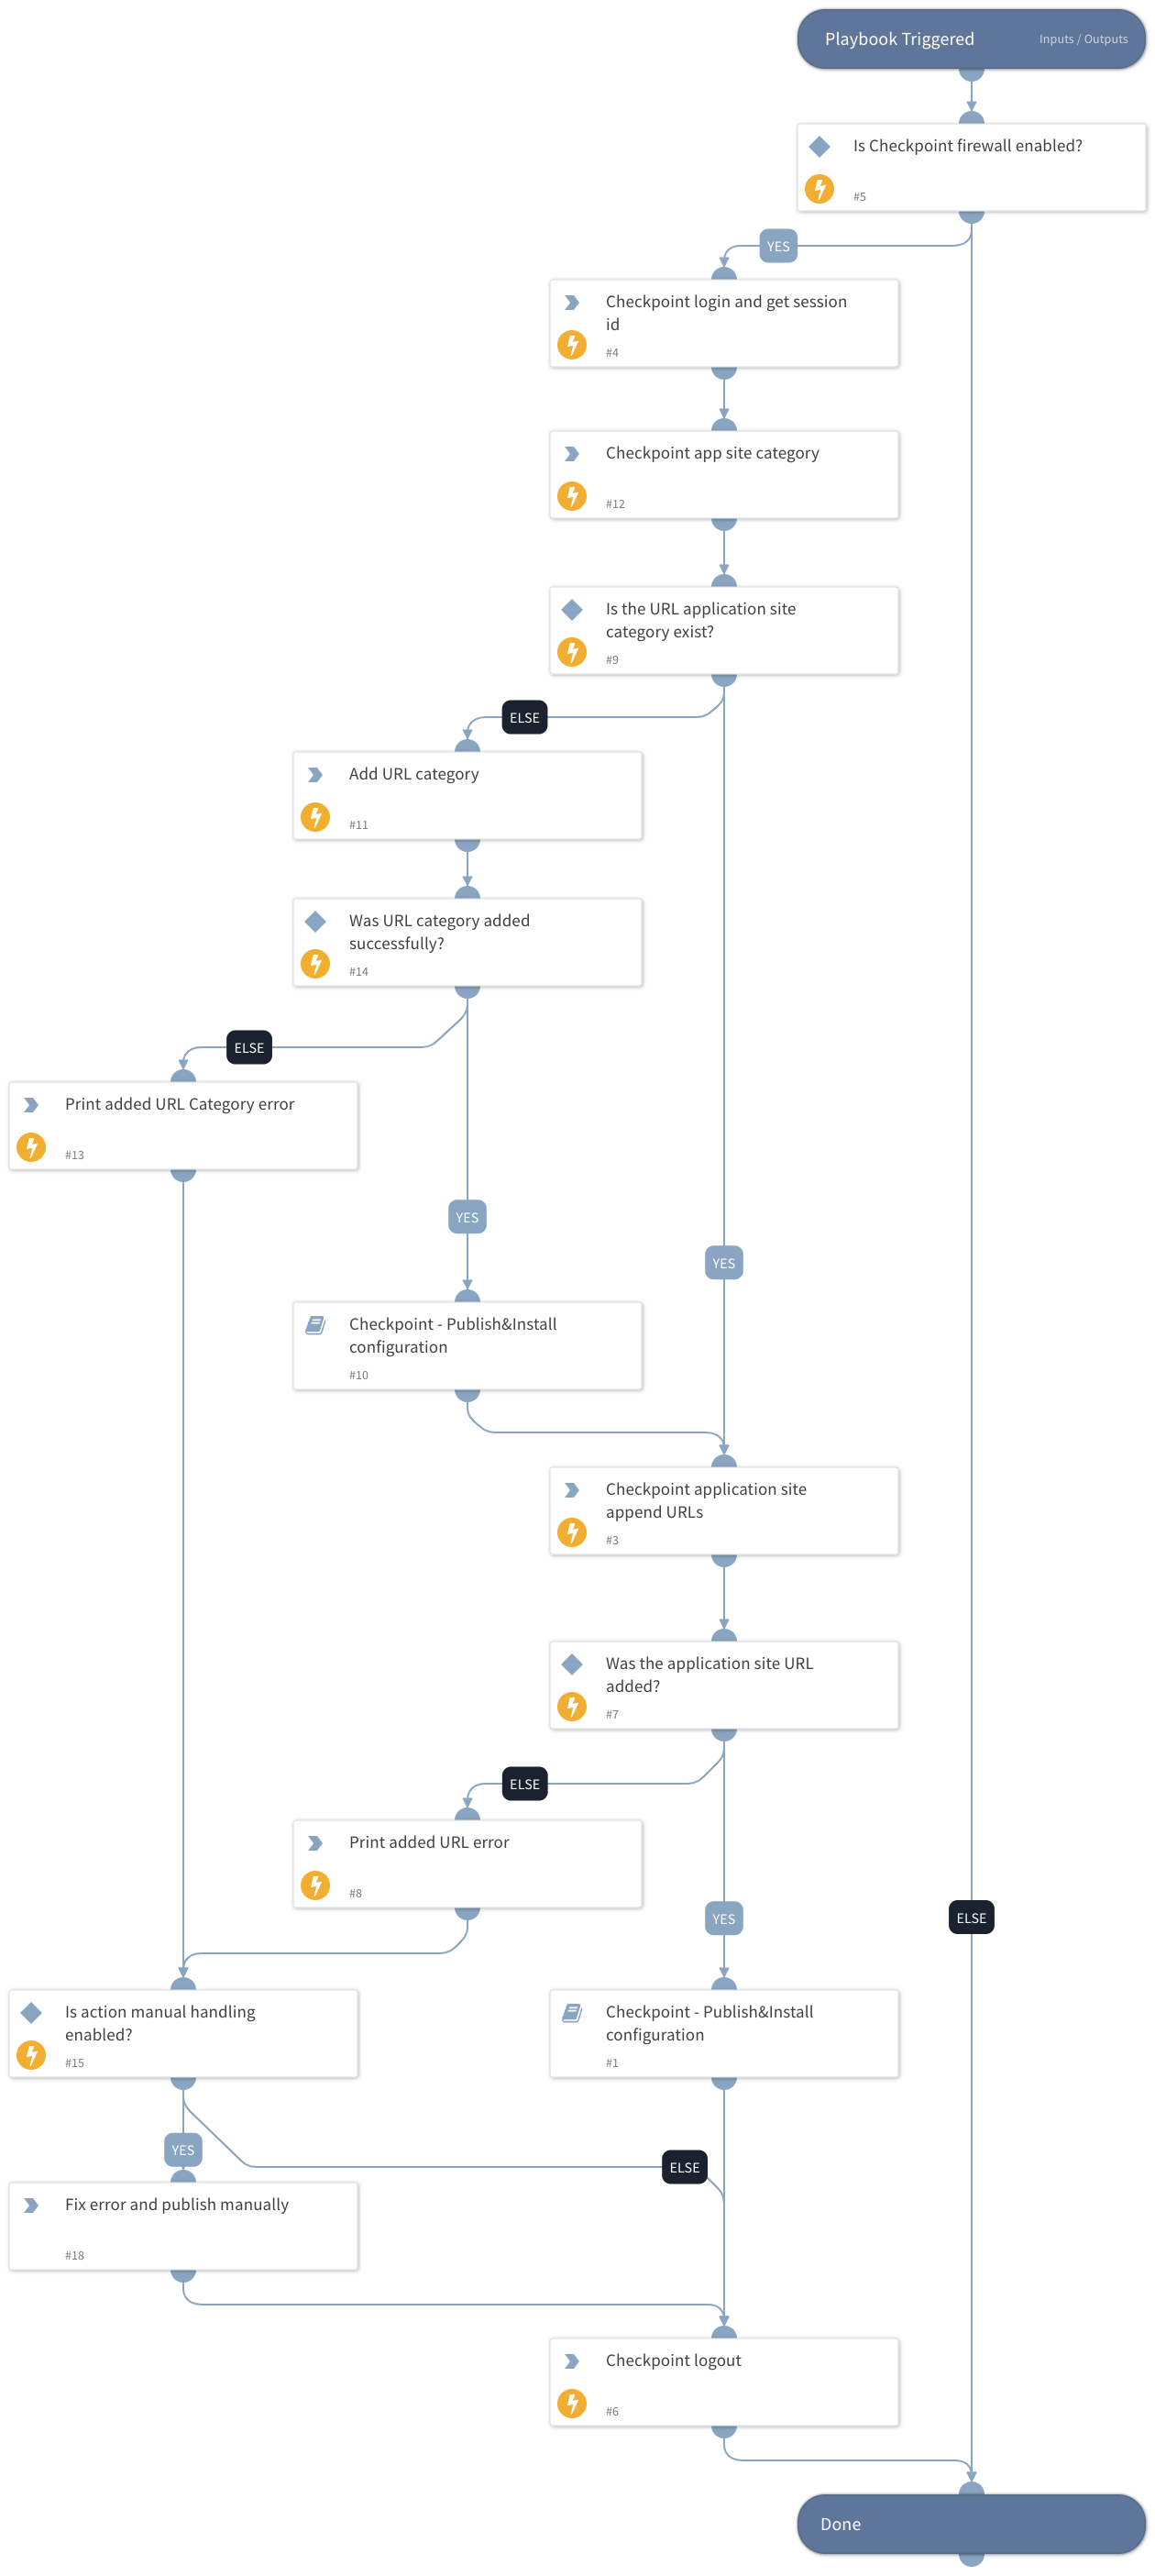 Playbook Triggered
Inputs / Outputs
Is Checkpoint firewall enabled?
#5
YES
Checkpoint login and get session
id
#4
Checkpoint app site category
#12
Is the URL application site
category exist?
#9
ELSE
Add URL category
#11
Was URL category added
successfully?
#14
ELSE
Print added URL Category error
#13
YES
YES
Checkpoint - Publish&Install
configuration
#10
Checkpoint application site
append URLs
#3
Was the application site URL
added?
#7
ELSE
Print added URL error
#8
YES
ELSE
Is action manual handling
enabled?
#15
Checkpoint - Publish&Install
configuration
#1
YES
ELSE
Fix error and publish manually
#18
Checkpoint logout
#6
Done